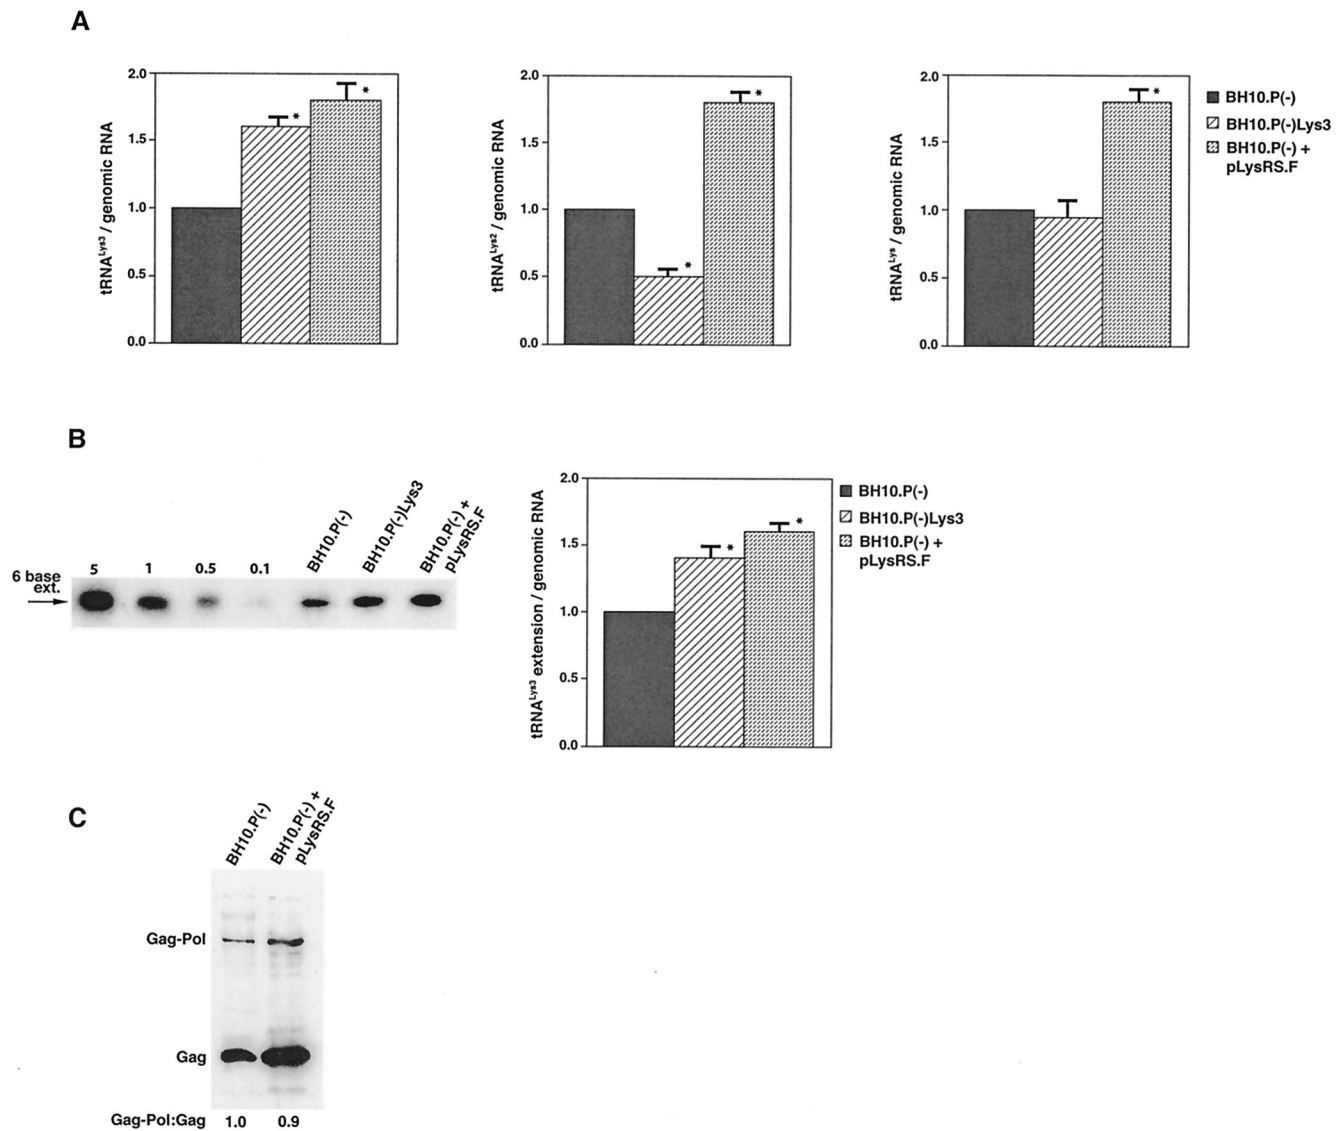 A
2.0
1.5
1.0
0.5
0.0
tRNALys3 / genomic RNA
*
*
2.0
1.5
1.0
0.5
0.0
tRNALys2 / genomic RNA
*
*
2.0
1.5
1.0
0.5
0.0
tRNALys / genomic RNA
*
BH10.P(-)
BH10.P(-)Lys3
BH10.P(-) +
pLysRS.F
B
6 base
ext.
5
1
0.5
0.1
BH10.P(-)
BH10.P(-)Lys3
BH10.P(-) +
pLysRS.F
2.0
1.5
1.0
0.5
0.0
tRNALys3 extension / genomic RNA
*
*
BH10.P(-)
BH10.P(-)Lys3
BH10.P(-) +
pLysRS.F
C
BH10.P(-)
BH10.P(-) +
pLysRS.F
Gag-Pol
Gag
Gag-Pol:Gag 1.0 0.9